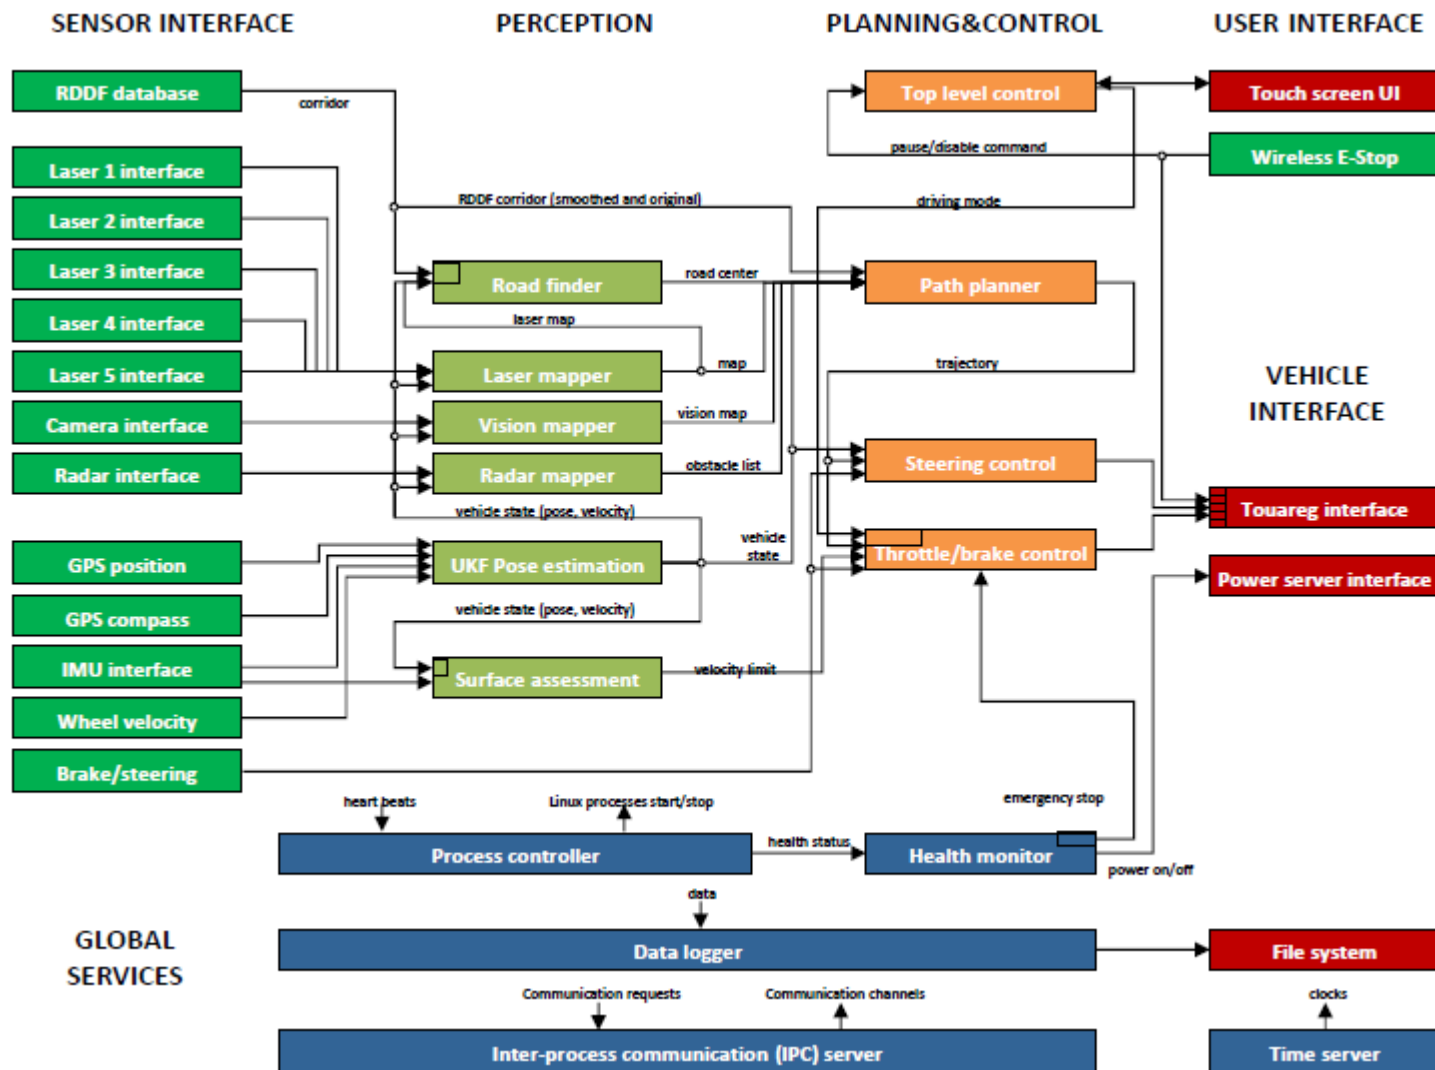 SENSOR INTERFACE
PERCEPTION
PLANNING&CONTROL
USER INTERFACE
RDDF database
corridor
Top level control
Touch screen UI
pause/disable command
Wireless E-Stop
Laser 1 interface
Laser 2 interface
RDDF corridor (smoothed and original)
driving mode
Laser 3 interface
Road finder
road center
Path planner
Laser 4 interface
laser map
Laser 5 interface
Laser mapper
map
trajectory
VEHICLE
INTERFACE
Camera interface
Vision mapper
vision map
Radar interface
Radar mapper
obstacle list
Steering control
vehicle state (pose, velocity)
Touareg interface
GPS position
UKF Pose estimation
vehicle
state
Throttle/brake control
Power server interface
GPS compass
vehicle state (pose, velocity)
IMU interface
Surface assessment
velocity limit
Wheel velocity
Brake/steering
heart beats
Linux processes start/stop
emergency stop
Process controller
health status
Health monitor
power on/off
data
GLOBAL
SERVICES
Data logger
File system
Communication requests
Communication channels
clocks
Inter-process communication (IPC) server
Time server